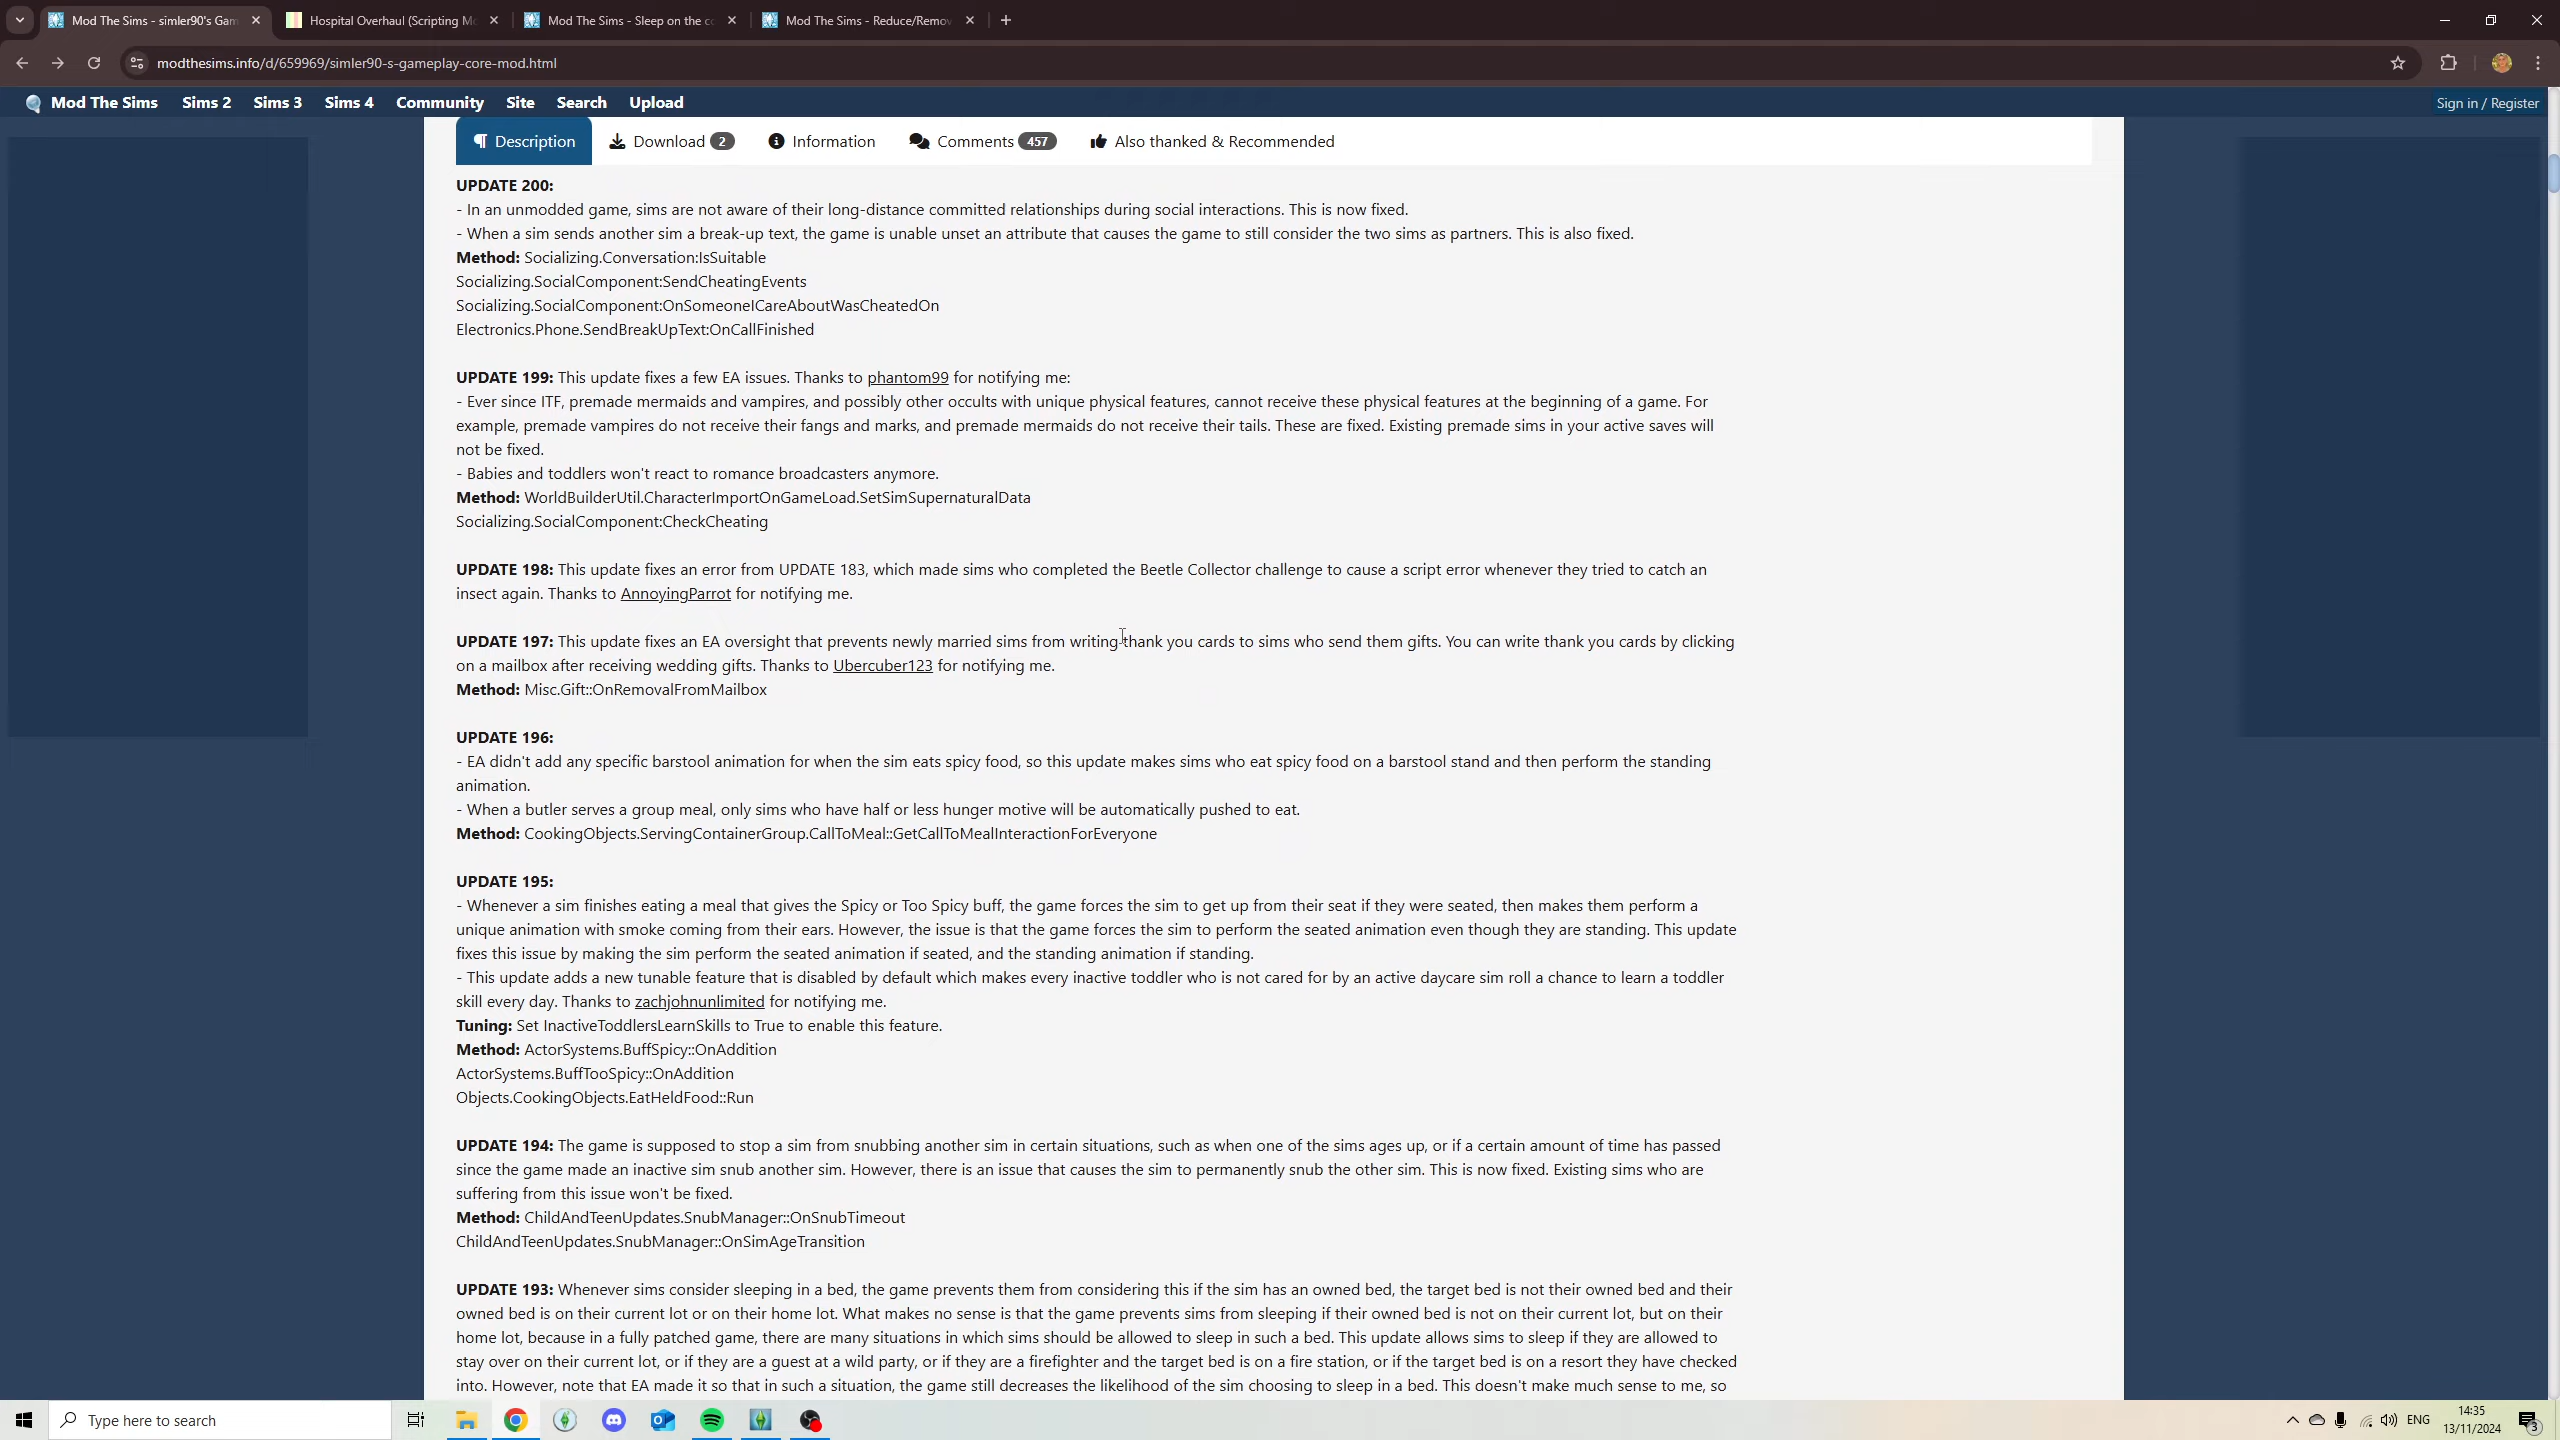 Mod The Sims - simler90's Gam
Hospital Overhaul (Scripting Mo
Mod The Sims - Sleep on the co
Mod The Sims - Reduce/Remov
modthesims.info/d/659969/simler90-s-gameplay-core-mod.html
Mod The Sims Sims 2 Sims 3 Sims 4 Community Site Search Upload Sign in / Register
Description Download 2 Information Comments 457 Also thanked & Recommended
UPDATE 200:
- In an unmodded game, sims are not aware of their long-distance committed relationships during social interactions. This is now fixed.
- When a sim sends another sim a break-up text, the game is unable unset an attribute that causes the game to still consider the two sims as partners. This is also fixed.
Method: Socializing.Conversation:IsSuitable
Socializing.SocialComponent:SendCheatingEvents
Socializing.SocialComponent:OnSomeoneICareAboutWasCheatedOn
Electronics.Phone.SendBreakUpText:OnCallFinished
UPDATE 199: This update fixes a few EA issues. Thanks to phantom99 for notifying me:
- Ever since ITF, premade mermaids and vampires, and possibly other occults with unique physical features, cannot receive these physical features at the beginning of a game. For
example, premade vampires do not receive their fangs and marks, and premade mermaids do not receive their tails. These are fixed. Existing premade sims in your active saves will
not be fixed.
- Babies and toddlers won't react to romance broadcasters anymore.
Method: WorldBuilderUtil.CharacterImportOnGameLoad.SetSimSupernaturalData
Socializing.SocialComponent:CheckCheating
UPDATE 198: This update fixes an error from UPDATE 183, which made sims who completed the Beetle Collector challenge to cause a script error whenever they tried to catch an
insect again. Thanks to AnnoyingParrot for notifying me.
UPDATE 197: This update fixes an EA oversight that prevents newly married sims from writing thank you cards to sims who send them gifts. You can write thank you cards by clicking
on a mailbox after receiving wedding gifts. Thanks to Ubercuber123 for notifying me.
Method: Misc.Gift::OnRemovalFromMailbox
UPDATE 196:
- EA didn't add any specific barstool animation for when the sim eats spicy food, so this update makes sims who eat spicy food on a barstool stand and then perform the standing
animation.
- When a butler serves a group meal, only sims who have half or less hunger motive will be automatically pushed to eat.
Method: CookingObjects.ServingContainerGroup.CallToMeal::GetCallToMealInteractionForEveryone
UPDATE 195:
- Whenever a sim finishes eating a meal that gives the Spicy or Too Spicy buff, the game forces the sim to get up from their seat if they were seated, then makes them perform a
unique animation with smoke coming from their ears. However, the issue is that the game forces the sim to perform the seated animation even though they are standing. This update
fixes this issue by making the sim perform the seated animation if seated, and the standing animation if standing.
- This update adds a new tunable feature that is disabled by default which makes every inactive toddler who is not cared for by an active daycare sim roll a chance to learn a toddler
skill every day. Thanks to zachjohnunlimited for notifying me.
Tuning: Set InactiveToddlersLearnSkills to True to enable this feature.
Method: ActorSystems.BuffSpicy::OnAddition
ActorSystems.BuffTooSpicy::OnAddition
Objects.CookingObjects.EatHeldFood::Run
UPDATE 194: The game is supposed to stop a sim from snubbing another sim in certain situations, such as when one of the sims ages up, or if a certain amount of time has passed
since the game made an inactive sim snub another sim. However, there is an issue that causes the sim to permanently snub the other sim. This is now fixed. Existing sims who are
suffering from this issue won't be fixed.
Method: ChildAndTeenUpdates.SnubManager::OnSnubTimeout
ChildAndTeenUpdates.SnubManager::OnSimAgeTransition
UPDATE 193: Whenever sims consider sleeping in a bed, the game prevents them from considering this if the sim has an owned bed, the target bed is not their owned bed and their
owned bed is on their current lot or on their home lot. What makes no sense is that the game prevents sims from sleeping if their owned bed is not on their current lot, but on their
home lot, because in a fully patched game, there are many situations in which sims should be allowed to sleep in such a bed. This update allows sims to sleep if they are allowed to
stay over on their current lot, or if they are a guest at a wild party, or if they are a firefighter and the target bed is on a fire station, or if the target bed is on a resort they have checked
into. However, note that EA made it so that in such a situation, the game still decreases the likelihood of the sim choosing to sleep in a bed. This doesn't make much sense to me, so
Type here to search
ENG
14:35
13/11/2024
3